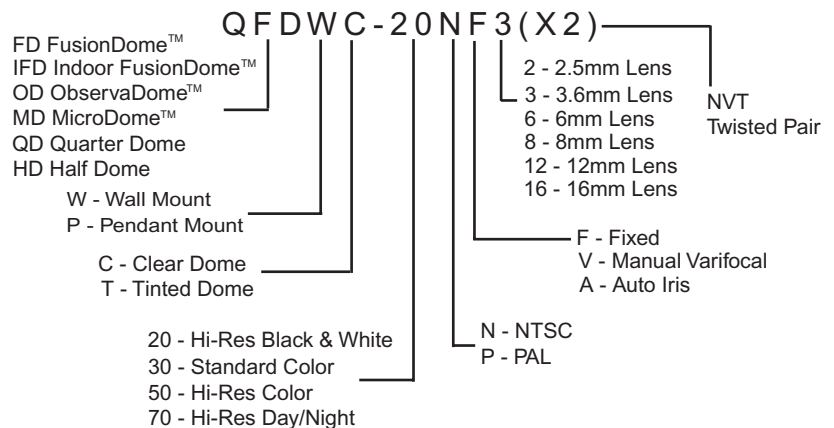 QFDWC-20NF3(X2)
FD FusionDome™
IFD Indoor FusionDome™
OD ObservaDome™
MD MicroDome™
QD Quarter Dome
HD Half Dome
W - Wall Mount
P - Pendant Mount
C - Clear Dome
T - Tinted Dome
20 - Hi-Res Black & White
30 - Standard Color
50 - Hi-Res Color
70 - Hi-Res Day/Night
2 - 2.5mm Lens
3 - 3.6mm Lens
6 - 6mm Lens
8 - 8mm Lens
12 - 12mm Lens
16 - 16mm Lens
NVT
Twisted Pair
F - Fixed
V - Manual Varifocal
A - Auto Iris
N - NTSC
P - PAL